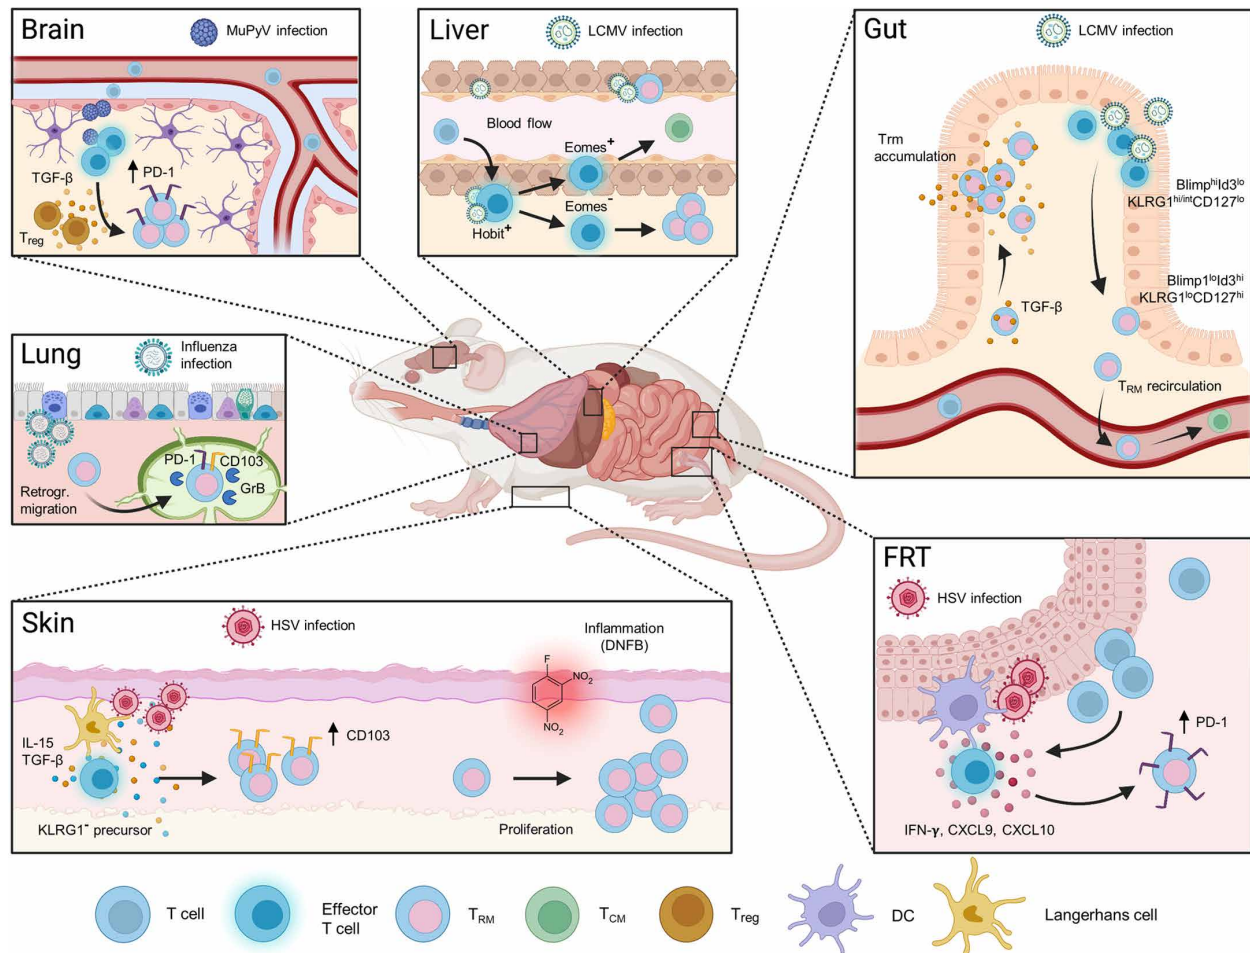 Brain
MuPyV infection
TGF-β
PD-1
Treg
Liver
LCMV infection
Blood flow
Eomes+
Eomes-
Hobit+
Gut
LCMV infection
Trm
accumulation
BlimphiId3lo
KLRG1hi/intCD127lo
Blimp1loId3hi
KLRG1loCD127hi
TGF-β
TRM recirculation
Lung
Influenza
infection
PD-1
CD103
GrB
Retrogr.
migration
Skin
HSV infection
Inflammation
(DNFB)
F
NO2
NO2
IL-15
TGF-β
CD103
KLRG1- precursor
Proliferation
FRT
HSV infection
PD-1
IFN-γ, CXCL9, CXCL10
T cell
Effector
T cell
TRM
TCM
Treg
DC
Langerhans cell